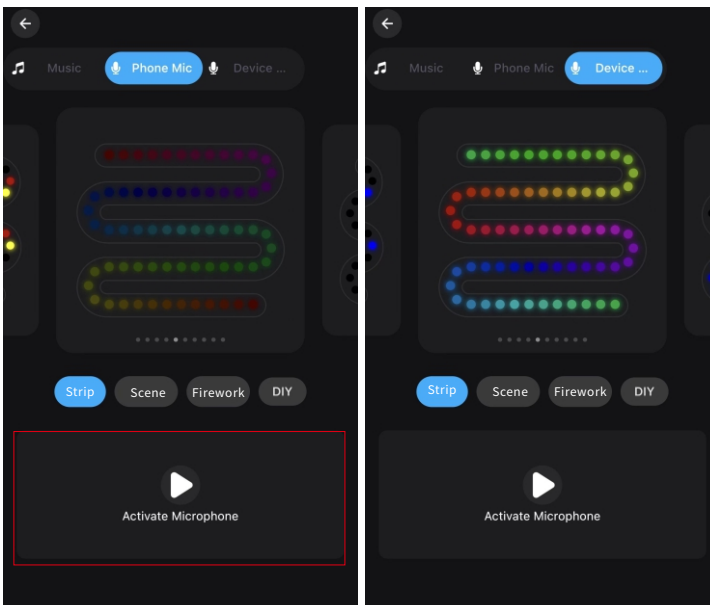 Music Phone Mic Device ...
Strip Scene Firework DIY
Activate Microphone
Music Phone Mic Device ...
Strip Scene Firework DIY
Activate Microphone